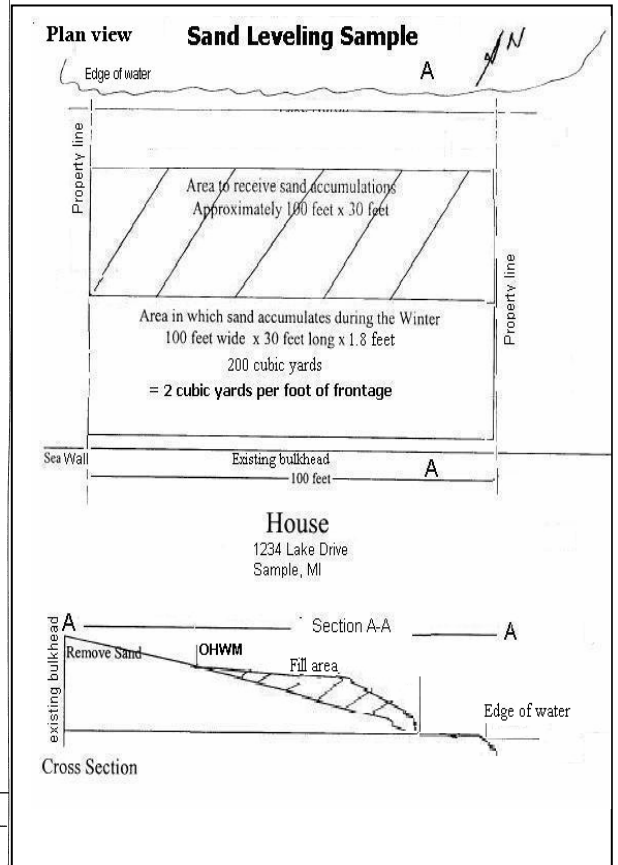 Plan view
Sand Leveling Sample
N
Edge of water
A
Property line
Area to receive sand accumulations
Approximately 100 feet x 30 feet
Property line
Area in which sand accumulates during the Winter
100 feet wide x 30 feet long x 1.8 feet
200 cubic yards
= 2 cubic yards per foot of frontage
Sea Wall
Existing bulkhead
A
100 feet
House
1234 Lake Drive
Sample, MI
A
Section A-A
A
existing bulkhead
Remove Sand
OHWM
Fill area
Edge of water
Cross Section